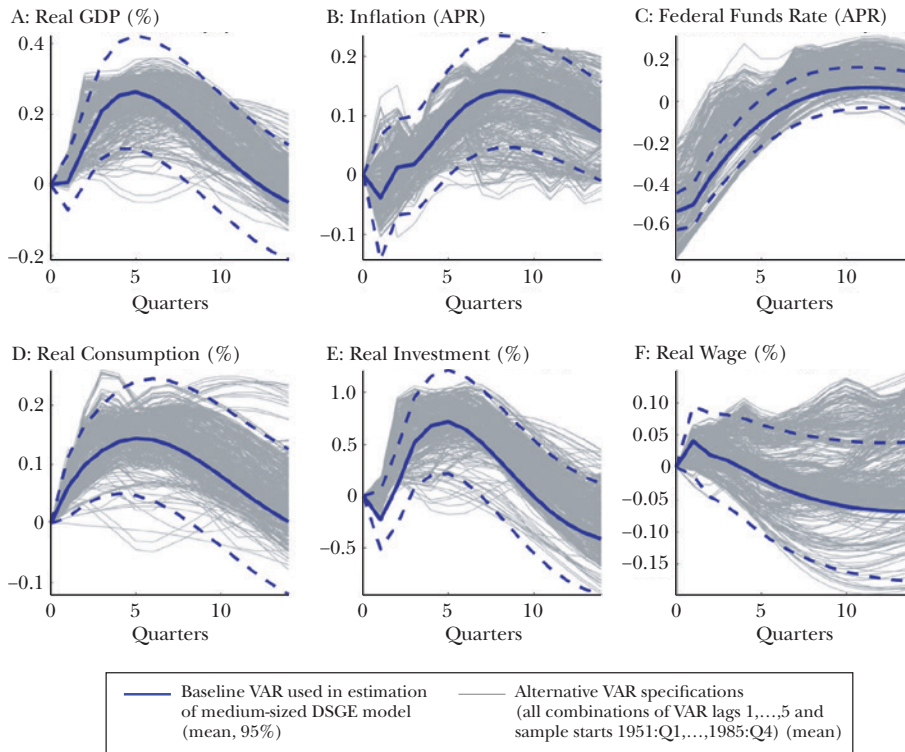 A: Real GDP (%)
0.4
0.2
0
−0.2
0
5
10
Quarters
B: Inflation (APR)
0.2
0.1
0
−0.1
0
5
10
Quarters
C: Federal Funds Rate (APR)
0.2
0
−0.2
−0.4
−0.6
0
5
10
Quarters
D: Real Consumption (%)
0.2
0.1
0
−0.1
0
5
10
Quarters
E: Real Investment (%)
1.0
0.5
0
−0.5
0
5
10
Quarters
F: Real Wage (%)
0.10
0.05
0
−0.05
−0.10
−0.15
0
5
10
Quarters
Baseline VAR used in estimation
of medium-sized DSGE model
(mean, 95%)
Alternative VAR specifications
(all combinations of VAR lags 1,…,5 and
sample starts 1951:Q1,…,1985:Q4) (mean)